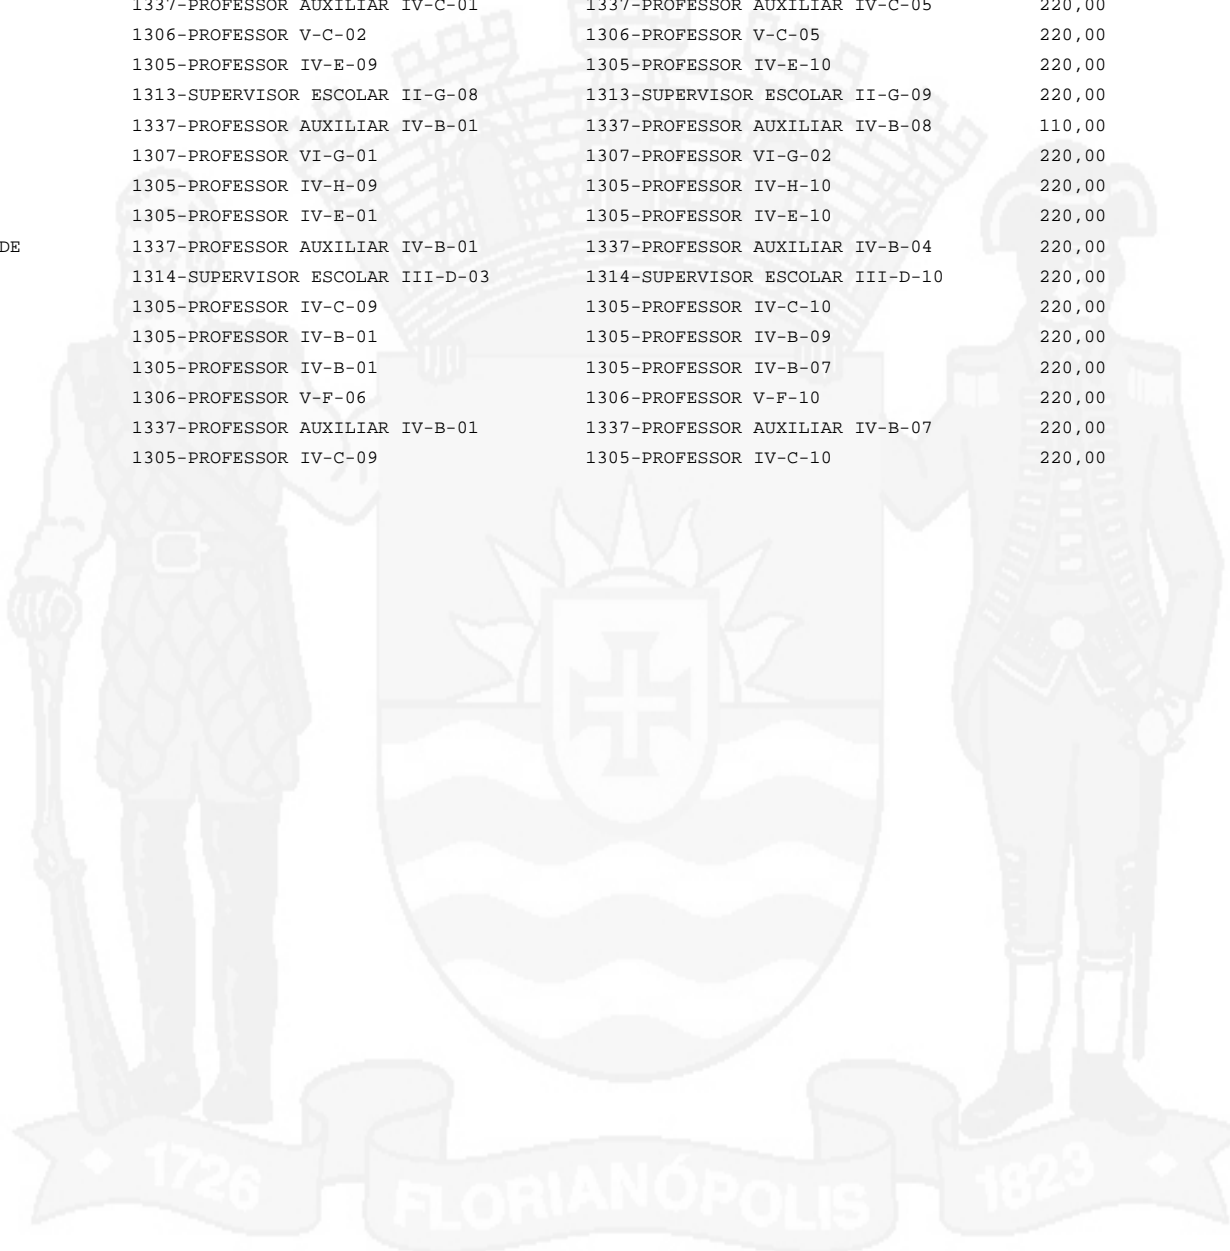 1337-PROFESSOR AUXILIAR IV-C-01 1337-PROFESSOR AUXILIAR IV-C-05 220,00
1306-PROFESSOR V-C-02 1306-PROFESSOR V-C-05 220,00
1305-PROFESSOR IV-E-09 1305-PROFESSOR IV-E-10 220,00
1313-SUPERVISOR ESCOLAR II-G-08 1313-SUPERVISOR ESCOLAR II-G-09 220,00
1337-PROFESSOR AUXILIAR IV-B-01 1337-PROFESSOR AUXILIAR IV-B-08 110,00
1307-PROFESSOR VI-G-01 1307-PROFESSOR VI-G-02 220,00
1305-PROFESSOR IV-H-09 1305-PROFESSOR IV-H-10 220,00
1305-PROFESSOR IV-E-01 1305-PROFESSOR IV-E-10 220,00
DE 1337-PROFESSOR AUXILIAR IV-B-01 1337-PROFESSOR AUXILIAR IV-B-04 220,00
1314-SUPERVISOR ESCOLAR III-D-03 1314-SUPERVISOR ESCOLAR III-D-10 220,00
1305-PROFESSOR IV-C-09 1305-PROFESSOR IV-C-10 220,00
1305-PROFESSOR IV-B-01 1305-PROFESSOR IV-B-09 220,00
1305-PROFESSOR IV-B-01 1305-PROFESSOR IV-B-07 220,00
1306-PROFESSOR V-F-06 1306-PROFESSOR V-F-10 220,00
1337-PROFESSOR AUXILIAR IV-B-01 1337-PROFESSOR AUXILIAR IV-B-07 220,00
1305-PROFESSOR IV-C-09 1305-PROFESSOR IV-C-10 220,00
1726 FLORIANÓPOLIS 1823